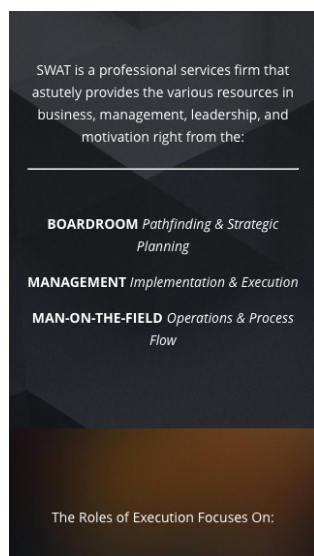 SWAT is a professional services firm that
astutely provides the various resources in
business, management, leadership, and
motivation right from the:
BOARDROOM Pathfinding & Strategic
Planning
MANAGEMENT Implementation & Execution
MAN-ON-THE-FIELD Operations & Process
Flow
The Roles of Execution Focuses On: